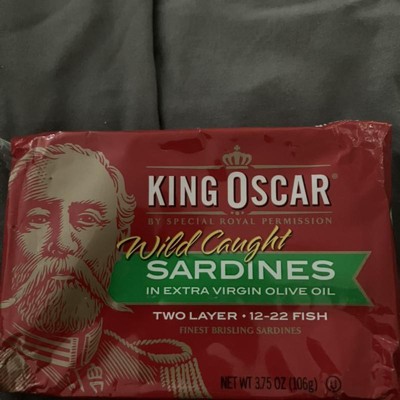 KING OSCAR®
BY SPECIAL ROYAL PERMISSION
Wild Caught
SARDINES
IN EXTRA VIRGIN OLIVE OIL
TWO LAYER • 12-22 FISH
FINEST BRISLING SARDINES
NET WT 3.75 OZ (106g) U